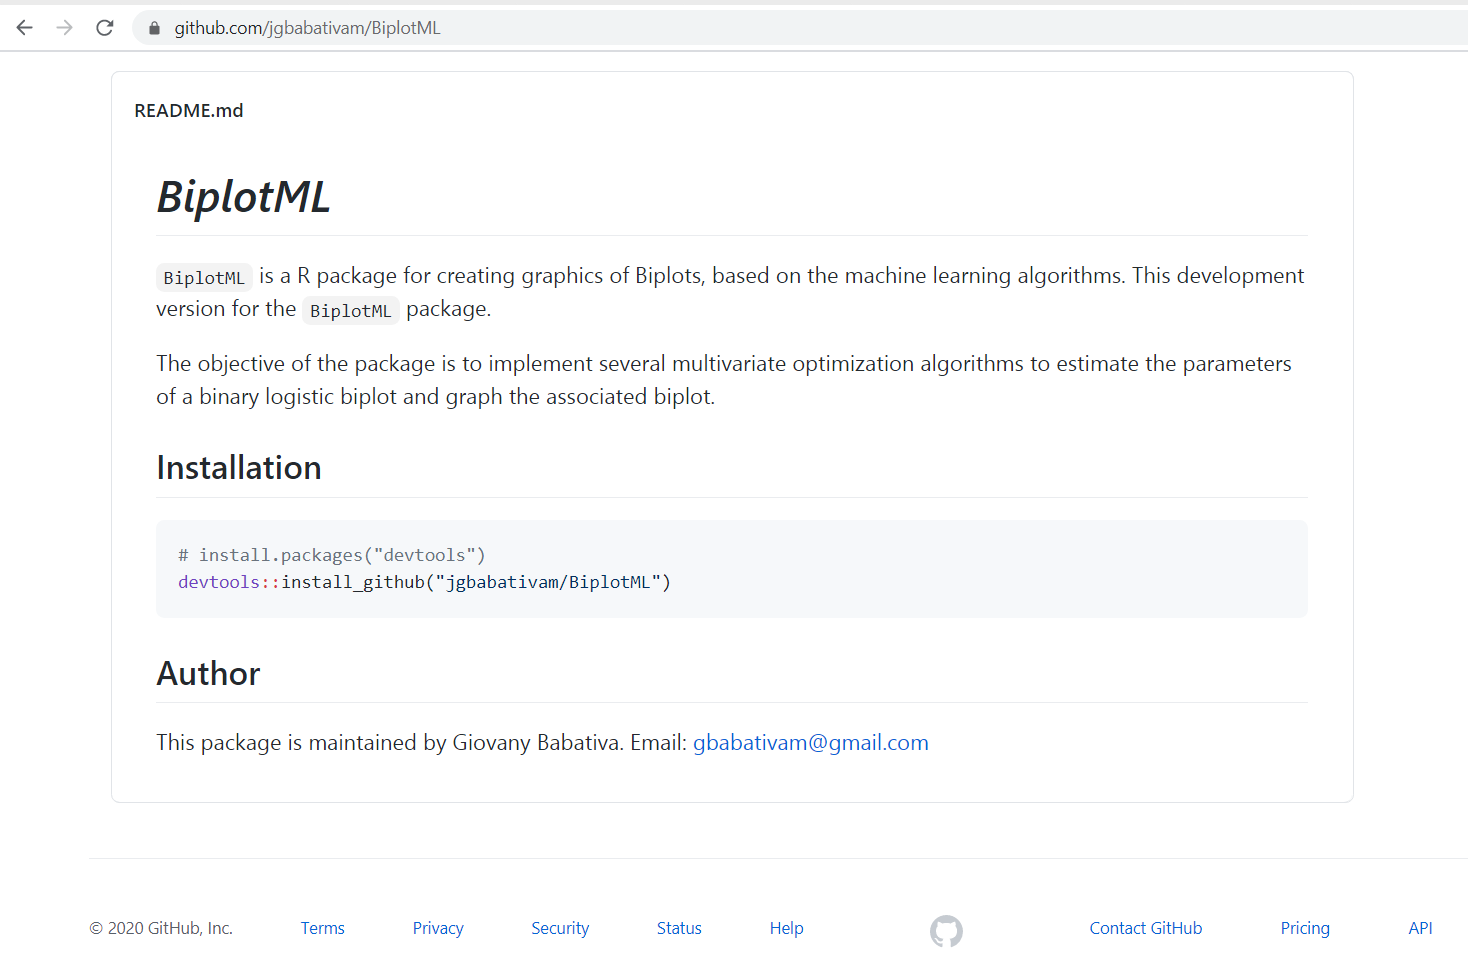 github.com/jgbabativam/BiplotML
README.md
BiplotML
BiplotML is a R package for creating graphics of Biplots, based on the machine learning algorithms. This development
version for the BiplotML package.
The objective of the package is to implement several multivariate optimization algorithms to estimate the parameters
of a binary logistic biplot and graph the associated biplot.
Installation
# install.packages("devtools")
devtools::install_github("jgbabativam/BiplotML")
Author
This package is maintained by Giovany Babativa. Email: gbabativam@gmail.com
© 2020 GitHub, Inc. Terms Privacy Security Status Help Contact GitHub Pricing API